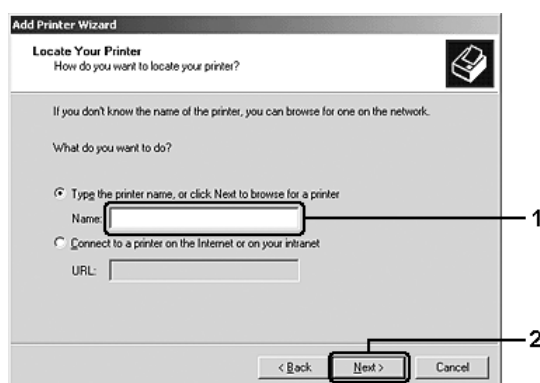 Add Printer Wizard
Locate Your Printer
How do you want to locate your printer?
If you don't know the name of the printer, you can browse for one on the network.
What do you want to do?
Type the printer name, or click Next to browse for a printer
Name:
1
Connect to a printer on the Internet or on your intranet
URL:
2
< Back Next > Cancel